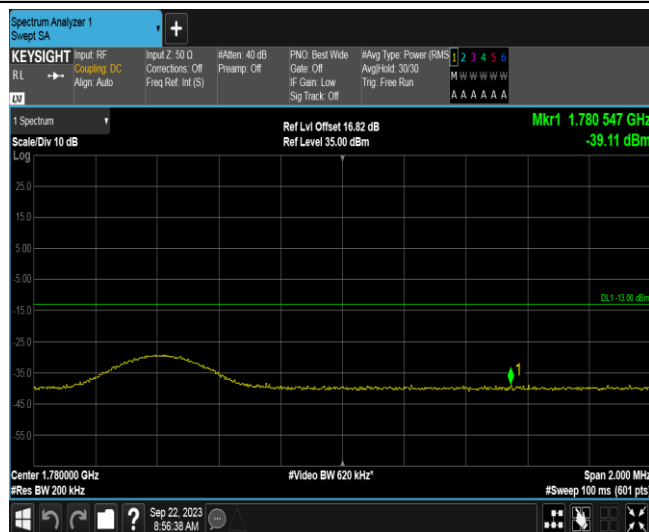 Spectrum Analyzer 1
Swept SA
+
KEYSIGHT
RL
LXI
Input: RF
Coupling: DC
Align: Auto
Input Z: 50 Ω
Corrections: Off
Freq Ref: Int (S)
#Atten: 40 dB
Preamp: Off
PNO: Best Wide
Gate: Off
IF Gain: Low
Sig Track: Off
#Avg Type: Power (RMS
Avg|Hold: 30/30
Trig: Free Run
1 2 3 4 5 6
M W W W W W
A A A A A A
1 Spectrum
Scale/Div 10 dB
Ref Lvl Offset 16.82 dB
Ref Level 35.00 dBm
Mkr1 1.780 547 GHz
-39.11 dBm
Log
25.0
15.0
5.00
-5.00
DL1 -13.00 dBm
-15.0
-25.0
-35.0
1
-45.0
-55.0
Center 1.780000 GHz
#Video BW 620 kHz*
Span 2.000 MHz
#Res BW 200 kHz
#Sweep 100 ms (601 pts)
?
Sep 22, 2023
8:56:38 AM